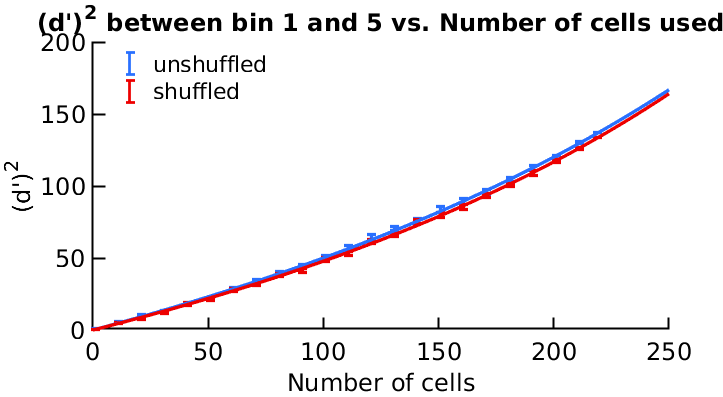 (d')² between bin 1 and 5 vs. Number of cells used
200
150
100
50
0
(d')²
unshuffled
shuffled
0 50 100 150 200 250
Number of cells